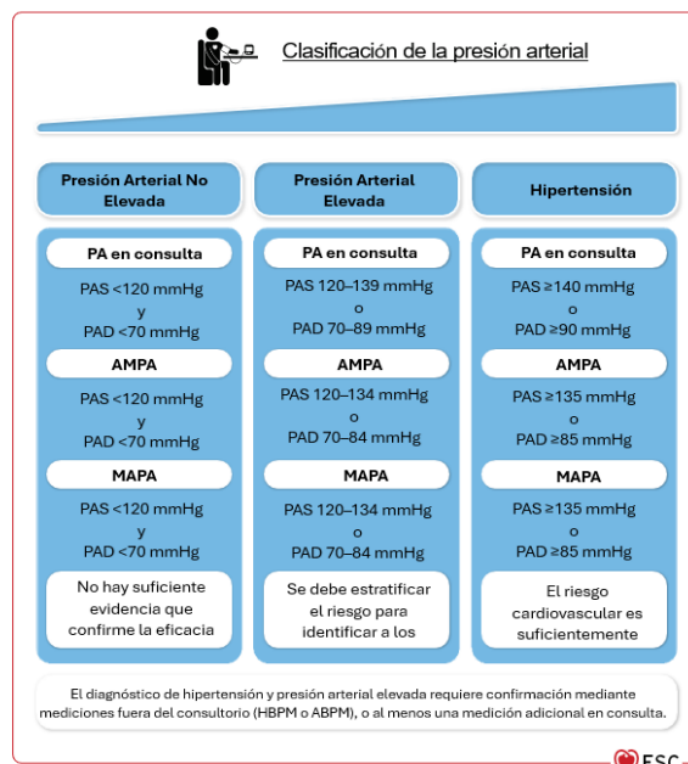 Clasificación de la presión arterial
Presión Arterial No
Elevada
PA en consulta
PAS <120 mmHg
y
PAD <70 mmHg
AMPA
PAS <120 mmHg
y
PAD <70 mmHg
MAPA
PAS <120 mmHg
y
PAD <70 mmHg
No hay suficiente
evidencia que
confirme la eficacia
Presión Arterial
Elevada
PA en consulta
PAS 120–139 mmHg
o
PAD 70–89 mmHg
AMPA
PAS 120–134 mmHg
o
PAD 70–84 mmHg
MAPA
PAS 120–134 mmHg
o
PAD 70–84 mmHg
Se debe estratificar
el riesgo para
identificar a los
Hipertensión
PA en consulta
PAS ≥140 mmHg
o
PAD ≥90 mmHg
AMPA
PAS ≥135 mmHg
o
PAD ≥85 mmHg
MAPA
PAS ≥135 mmHg
o
PAD ≥85 mmHg
El riesgo
cardiovascular es
suficientemente
El diagnóstico de hipertensión y presión arterial elevada requiere confirmación mediante
mediciones fuera del consultorio (HBPM o ABPM), o al menos una medición adicional en consulta.
ESC